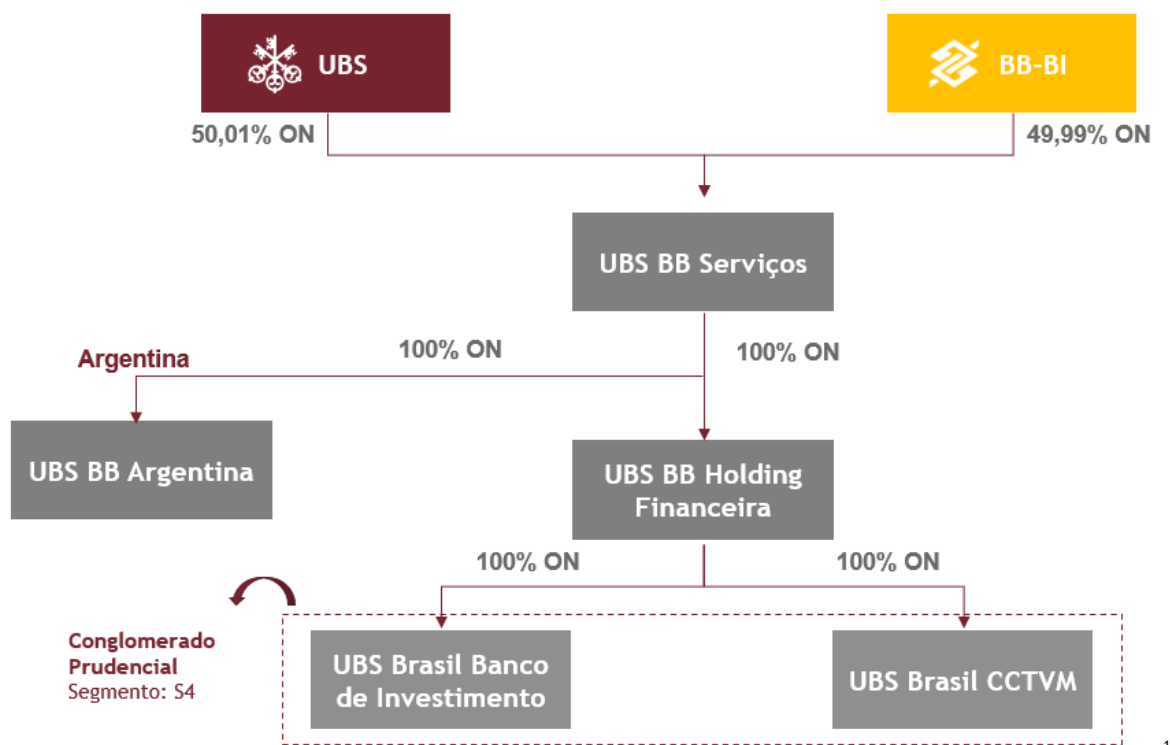 UBS
BB-BI
50,01% ON
49,99% ON
UBS BB Serviços
Argentina
100% ON
100% ON
UBS BB Argentina
UBS BB Holding
Financeira
100% ON
100% ON
Conglomerado
Prudencial
Segmento: S4
UBS Brasil Banco
de Investimento
UBS Brasil CCTVM